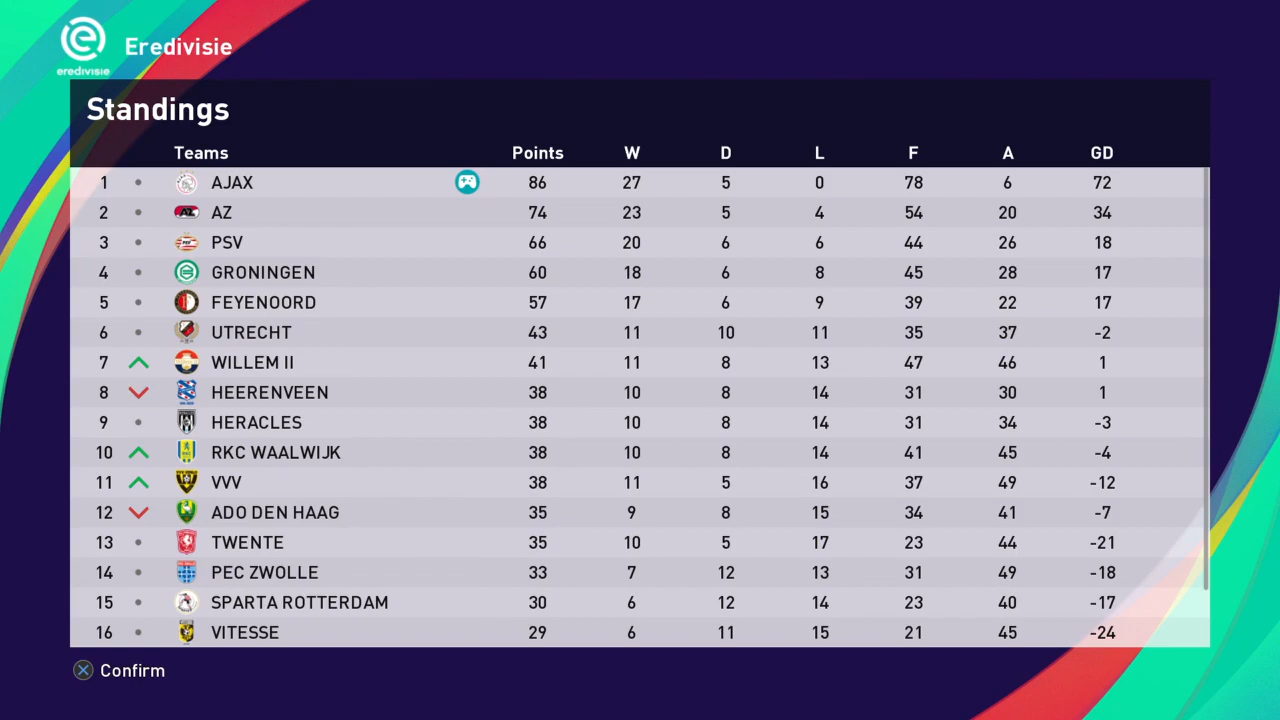 eredivisie
Eredivisie
Standings
Teams Points W D L F A GD
1 AJAX 86 27 5 0 78 6 72
2 AZ AZ 74 23 5 4 54 20 34
3 PSV PSV 66 20 6 6 44 26 18
4 GRONINGEN 60 18 6 8 45 28 17
5 FEYENOORD 57 17 6 9 39 22 17
6 UTRECHT 43 11 10 11 35 37 -2
7 WILLEM II 41 11 8 13 47 46 1
8 HEERENVEEN 38 10 8 14 31 30 1
9 HERACLES 38 10 8 14 31 34 -3
10 RKC WAALWIJK 38 10 8 14 41 45 -4
11 VVV 38 11 5 16 37 49 -12
12 ADO DEN HAAG 35 9 8 15 34 41 -7
13 TWENTE 35 10 5 17 23 44 -21
14 PEC ZWOLLE 33 7 12 13 31 49 -18
15 SPARTA ROTTERDAM 30 6 12 14 23 40 -17
16 VITESSE 29 6 11 15 21 45 -24
Confirm